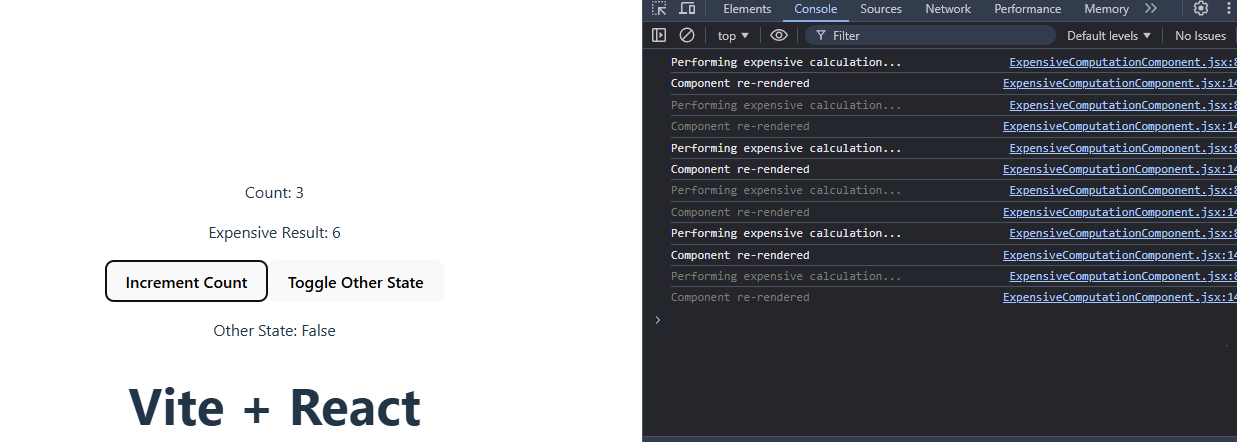 Count: 3
Expensive Result: 6
Increment Count
Toggle Other State
Other State: False
Vite + React
Elements Console Sources Network Performance Memory
top Filter Default levels No Issues
Performing expensive calculation... ExpensiveComputationComponent.jsx:8
Component re-rendered ExpensiveComputationComponent.jsx:14
Performing expensive calculation... ExpensiveComputationComponent.jsx:8
Component re-rendered ExpensiveComputationComponent.jsx:14
Performing expensive calculation... ExpensiveComputationComponent.jsx:8
Component re-rendered ExpensiveComputationComponent.jsx:14
Performing expensive calculation... ExpensiveComputationComponent.jsx:8
Component re-rendered ExpensiveComputationComponent.jsx:14
Performing expensive calculation... ExpensiveComputationComponent.jsx:8
Component re-rendered ExpensiveComputationComponent.jsx:14
Performing expensive calculation... ExpensiveComputationComponent.jsx:8
Component re-rendered ExpensiveComputationComponent.jsx:14